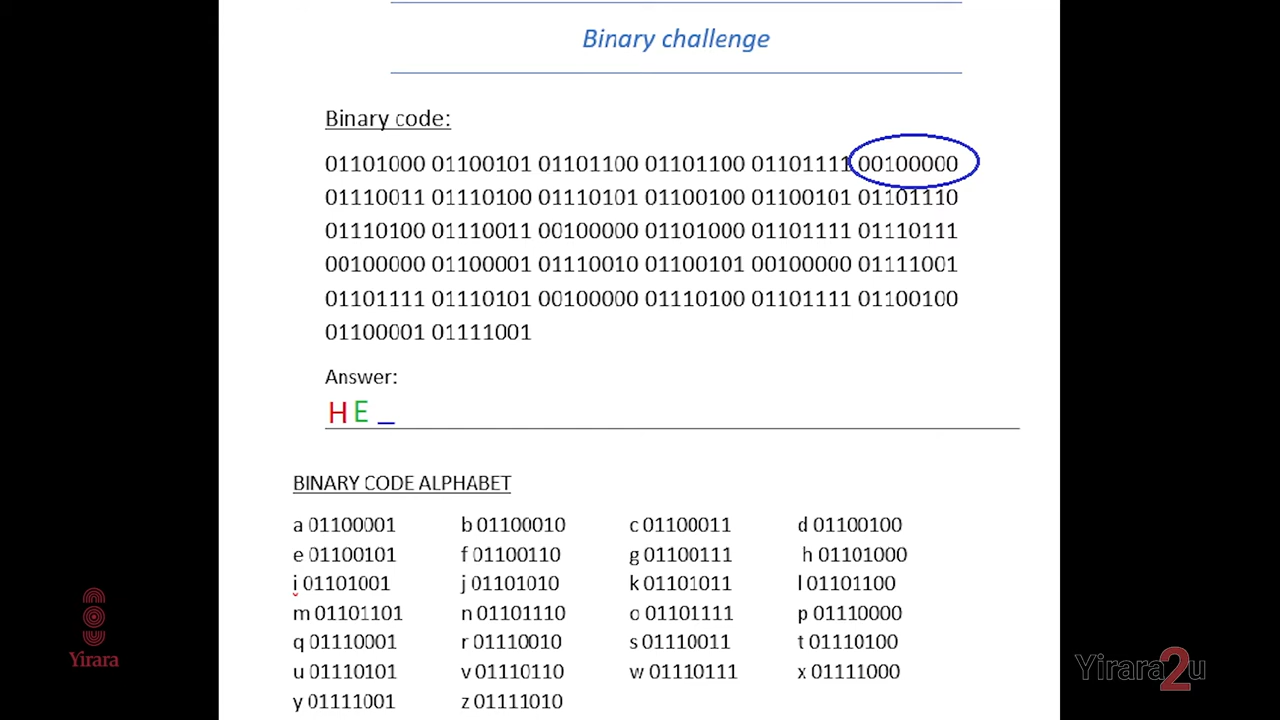 Binary challenge
Binary code:
01101000 01100101 01101100 01101100 01101111 00100000
01110011 01110100 01110101 01100100 01100101 01101110
01110100 01110011 00100000 01101000 01101111 01110111
00100000 01100001 01110010 01100101 00100000 01111001
01101111 01110101 00100000 01110100 01101111 01100100
01100001 01111001
Answer:
H E _
BINARY CODE ALPHABET
a 01100001 b 01100010 c 01100011 d 01100100
e 01100101 f 01100110 g 01100111 h 01101000
i 01101001 j 01101010 k 01101011 l 01101100
m 01101101 n 01101110 o 01101111 p 01110000
q 01110001 r 01110010 s 01110011 t 01110100
u 01110101 v 01110110 w 01110111 x 01111000
y 01111001 z 01111010
Yirara
Yirara2u